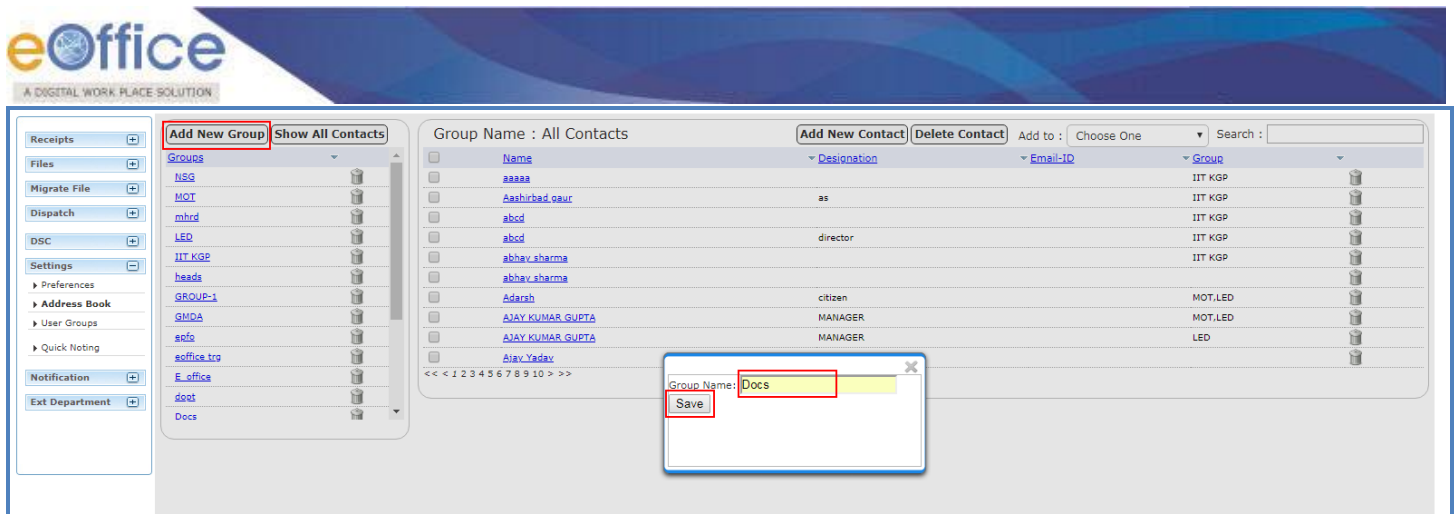 eOffice
A DIGITAL WORK PLACE SOLUTION
Receipts
Files
Migrate File
Dispatch
DSC
Settings
Preferences
Address Book
User Groups
Quick Noting
Notification
Ext Department
Add New Group Show All Contacts
Groups
NSG
MOT
mhrd
LED
IIT KGP
heads
GROUP-1
GMDA
epfo
eoffice trg
E_office
dopt
Docs
Group Name : All Contacts Add New Contact Delete Contact Add to : Choose One Search :
Name Designation Email-ID Group
aaaaa IIT KGP
Aashirbad gaur as IIT KGP
abcd IIT KGP
abcd director IIT KGP
abhay sharma IIT KGP
abhay sharma
Adarsh citizen MOT,LED
AJAY KUMAR GUPTA MANAGER MOT,LED
AJAY KUMAR GUPTA MANAGER LED
Ajay Yadav
<< < 1 2 3 4 5 6 7 8 9 10 > >>
Group Name: Docs
Save